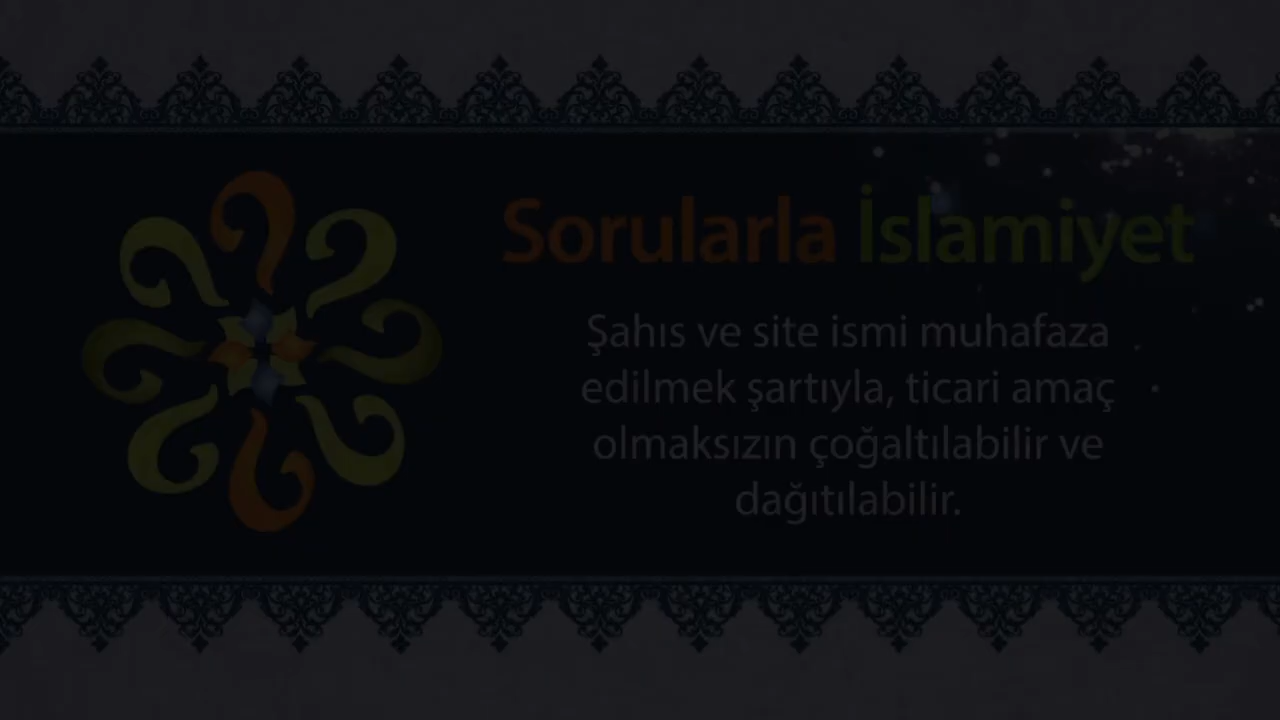 Sorularla İslamiyet
Şahıs ve site ismi muhafaza
edilmek şartıyla, ticari amaç
olmaksızın çoğaltılabilir ve
dağıtılabilir.